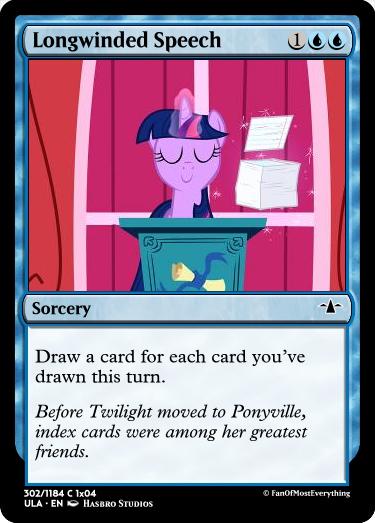 Longwinded Speech 1
Sorcery
Draw a card for each card you've
drawn this turn.
Before Twilight moved to Ponyville,
index cards were among her greatest
friends.
302/1184 C 1x04
ULA • EN Hasbro Studios
© FanOfMostEverything